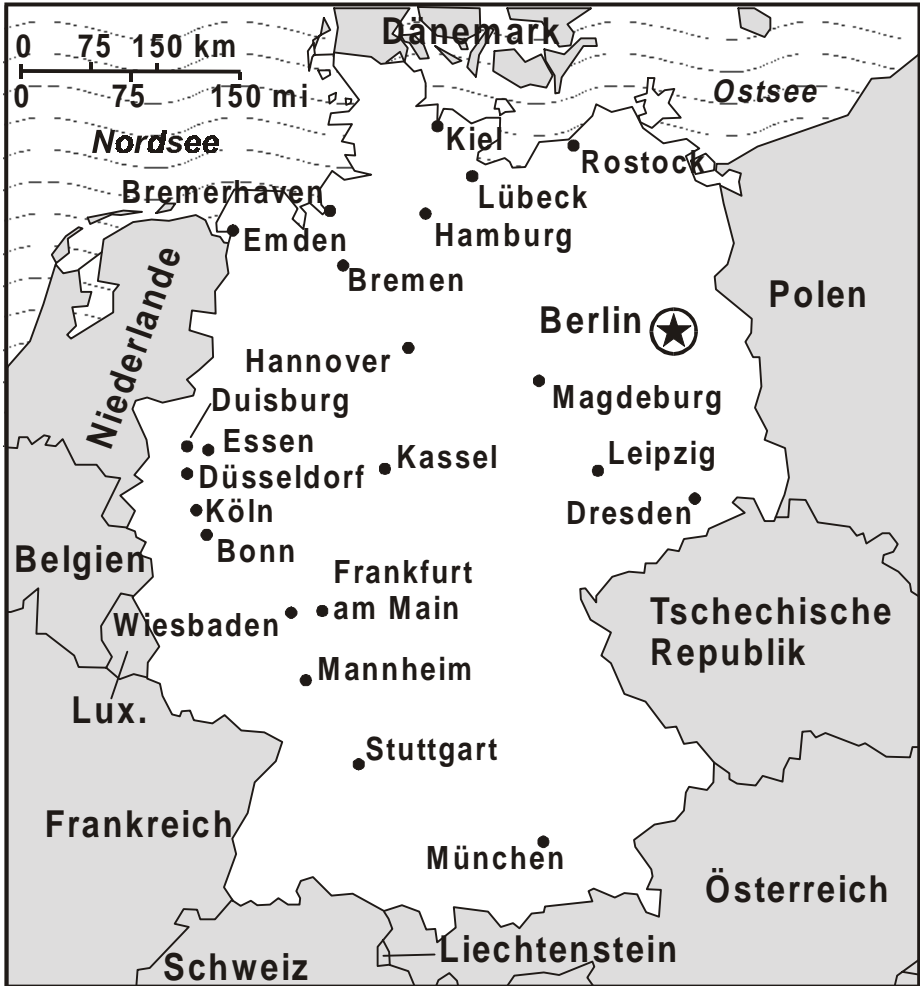 Dänemark
0 75 150 km
0 75 150 mi
Ostsee
Nordsee
Kiel
Rostock
Bremerhaven
Lübeck
Emden
Hamburg
Bremen
Niederlande
Polen
Berlin
Hannover
Duisburg
Magdeburg
Essen
Kassel
Leipzig
Düsseldorf
Köln
Dresden
Bonn
Belgien
Frankfurt
am Main
Wiesbaden
Tschechische
Republik
Mannheim
Lux.
Stuttgart
Frankreich
München
Österreich
Liechtenstein
Schweiz